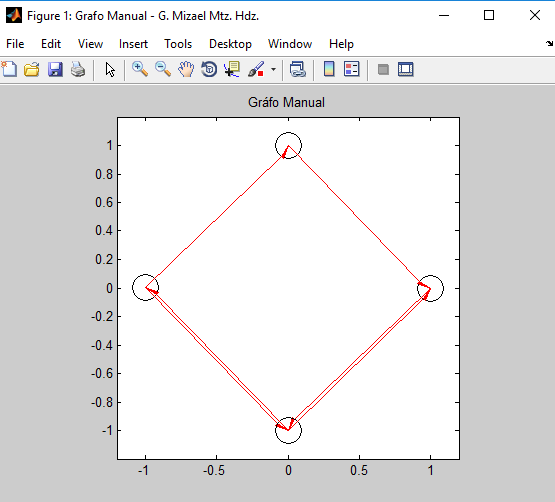 Figure 1: Grafo Manual - G. Mizael Mtz. Hdz.
File Edit View Insert Tools Desktop Window Help
Gráfo Manual
1
0.8
0.6
0.4
0.2
0
-0.2
-0.4
-0.6
-0.8
-1
-1 -0.5 0 0.5 1